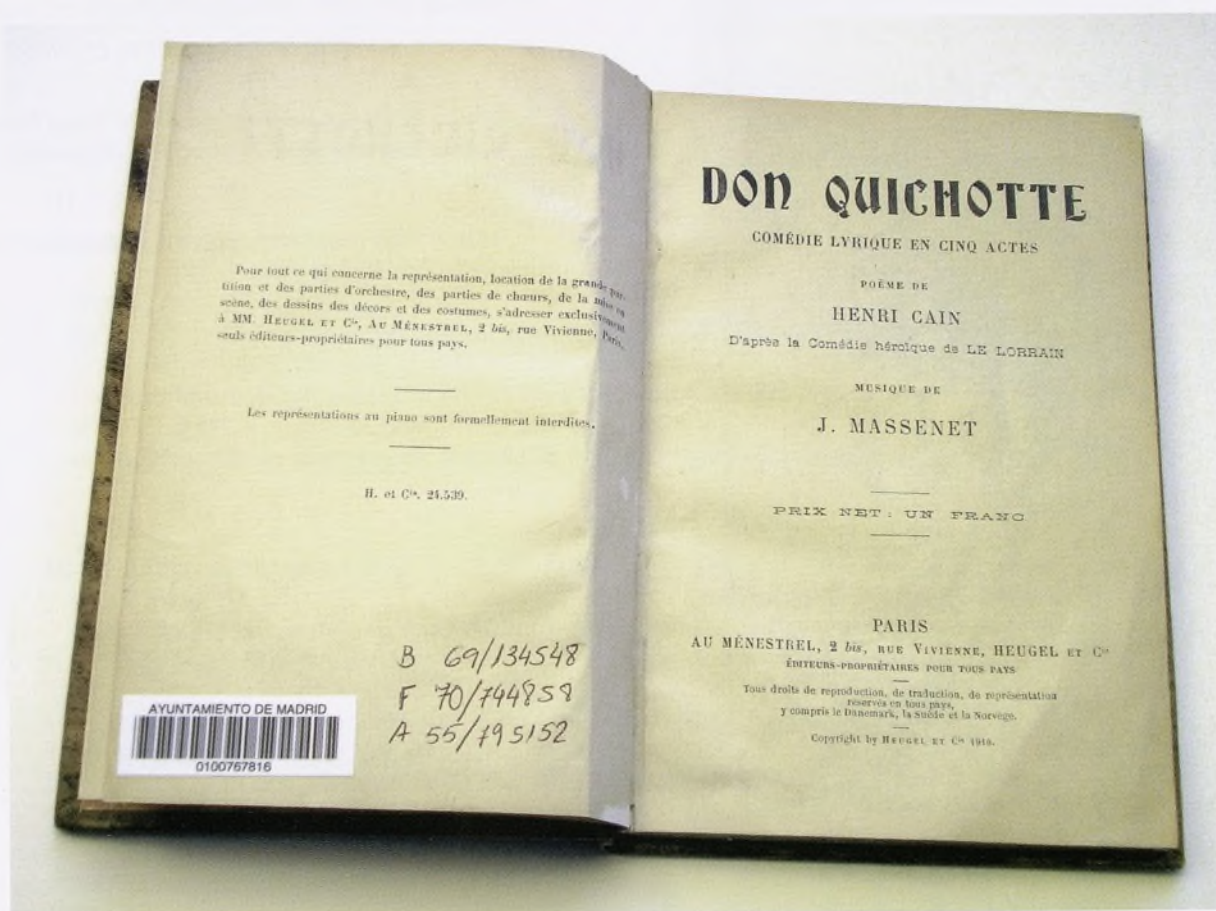 Pour tout ce qui concerne la représentation, location de la grande par-
tition et des parties d'orchestre, des parties de chœurs, de la mise en
scène, des dessins des décors et des costumes, s'adresser exclusivement
à MM. HEUGEL ET Cie, AU MÉNESTREL, 2 bis, rue Vivienne, Paris,
seuls éditeurs-propriétaires pour tous pays.
Les représentations au piano sont formellement interdites.
H. et Cie. 24.539.
B 69/134548
F 70/744858
A 55/795152
AYUNTAMIENTO DE MADRID
0100767816
DON QUICHOTTE
COMÉDIE LYRIQUE EN CINQ ACTES
POÈME DE
HENRI CAIN
D'après la Comédie héroïque de LE LORRAIN
MUSIQUE DE
J. MASSENET
PRIX NET : UN FRANC
PARIS
AU MÉNESTREL, 2 bis, RUE VIVIENNE, HEUGEL ET Cie
ÉDITEURS-PROPRIÉTAIRES POUR TOUS PAYS
Tous droits de reproduction, de traduction, de représentation
réservés en tous pays,
y compris le Danemark, la Suède et la Norvège.
Copyright by HEUGEL ET Cie 1910.